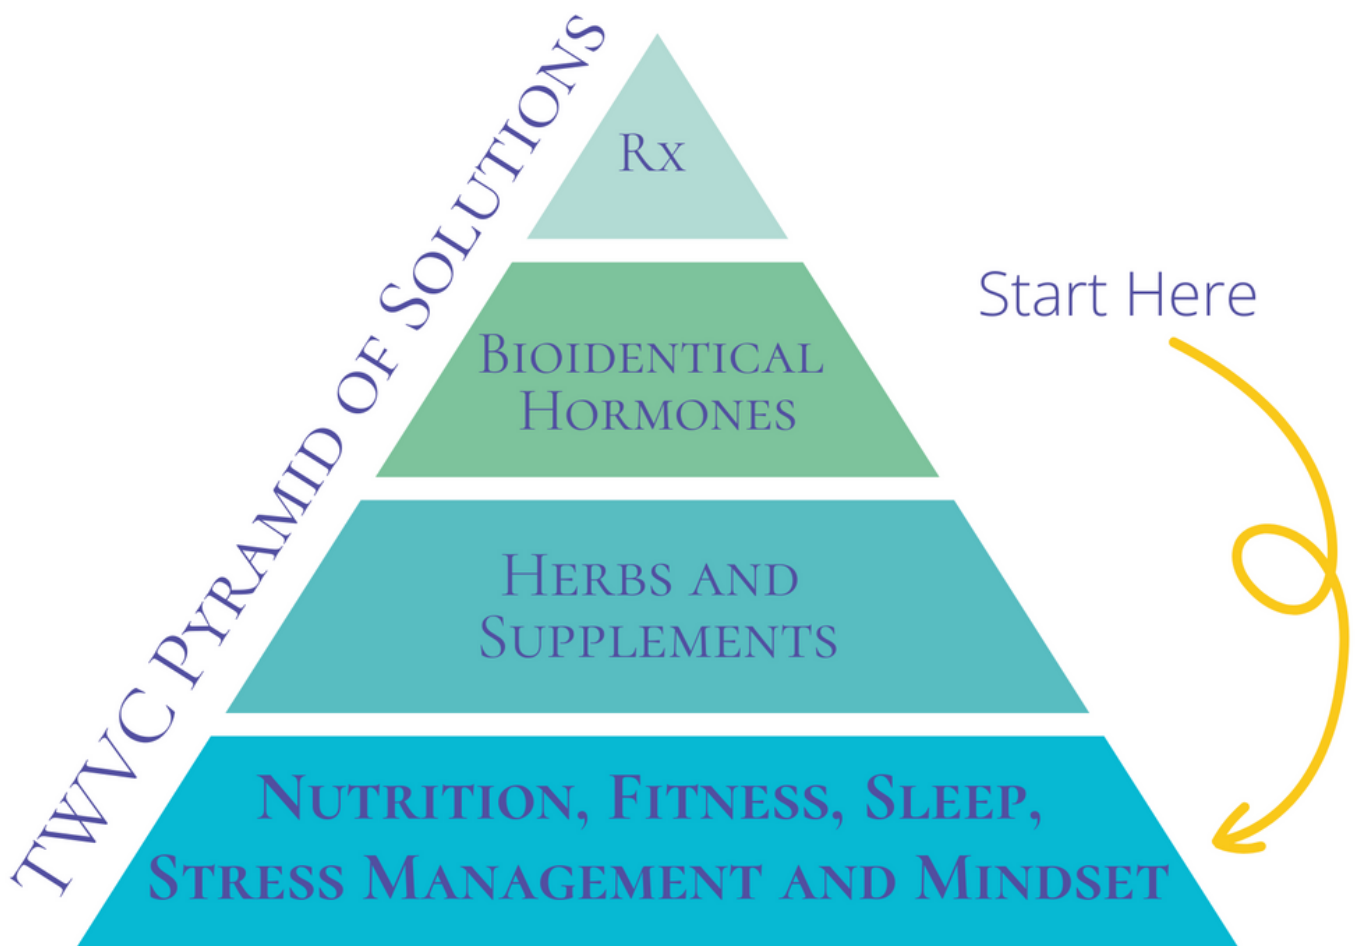 TWVC Pyramid of Solutions
Rx
Start Here
Bioidentical
Hormones
Herbs and
Supplements
Nutrition, Fitness, Sleep,
Stress Management and Mindset